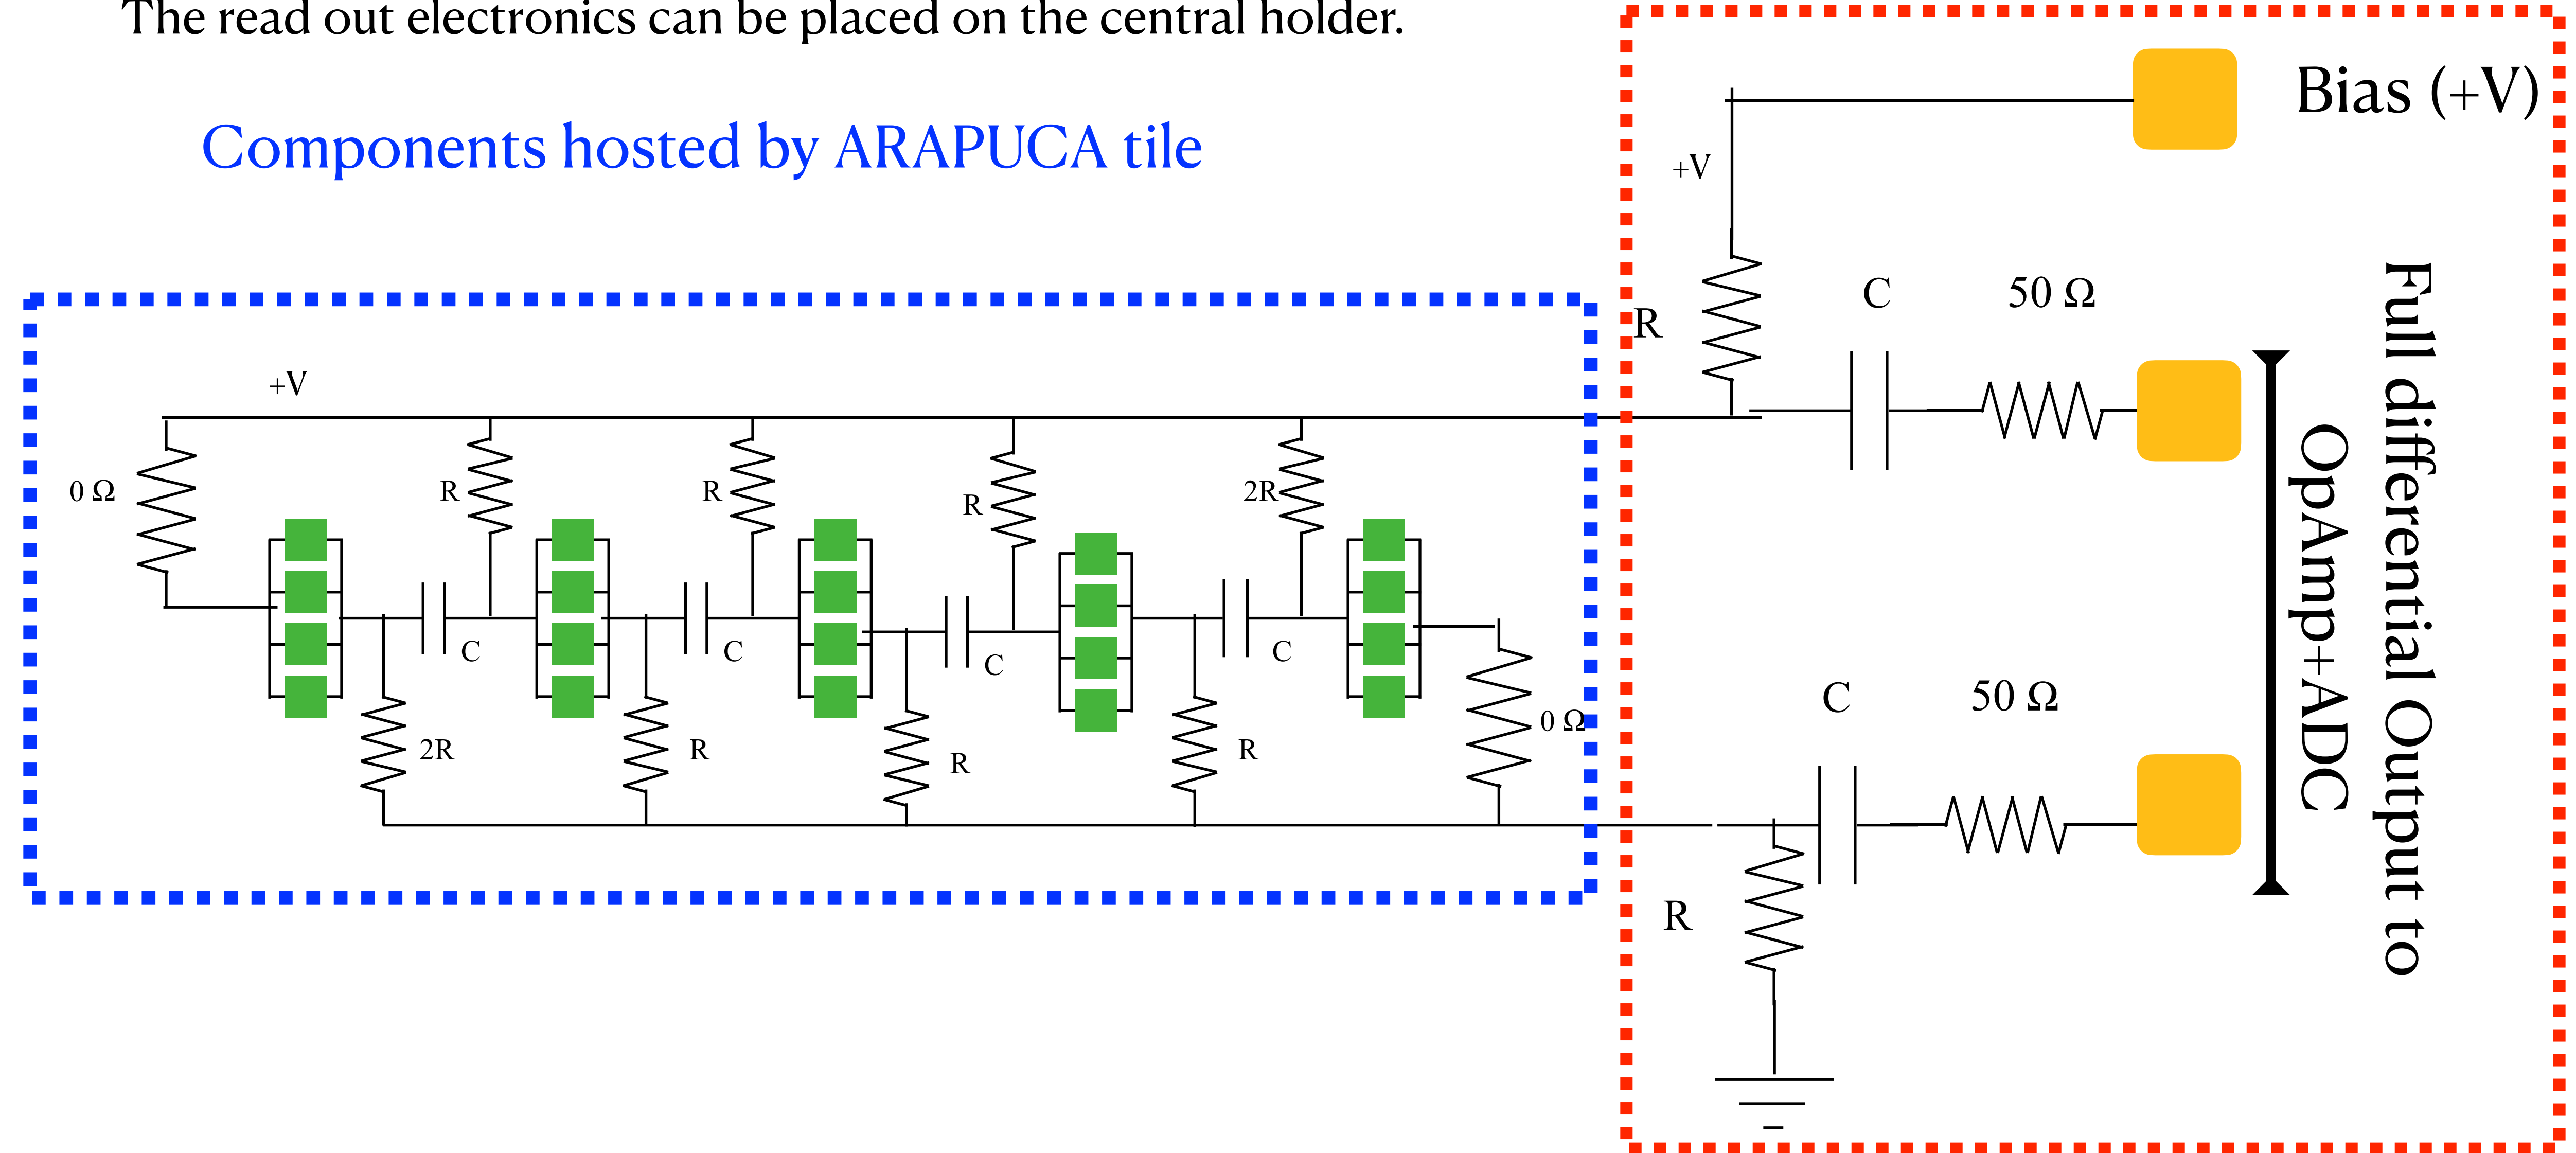 The read out electronics can be placed on the central holder.
Components hosted by ARAPUCA tile
Bias (+V)
+V
R
C
50 Ω
+V
0 Ω
R
R
R
2R
C
C
C
C
2R
R
R
R
0 Ω
C
50 Ω
R
Full differential Output to
OpAmp+ADC